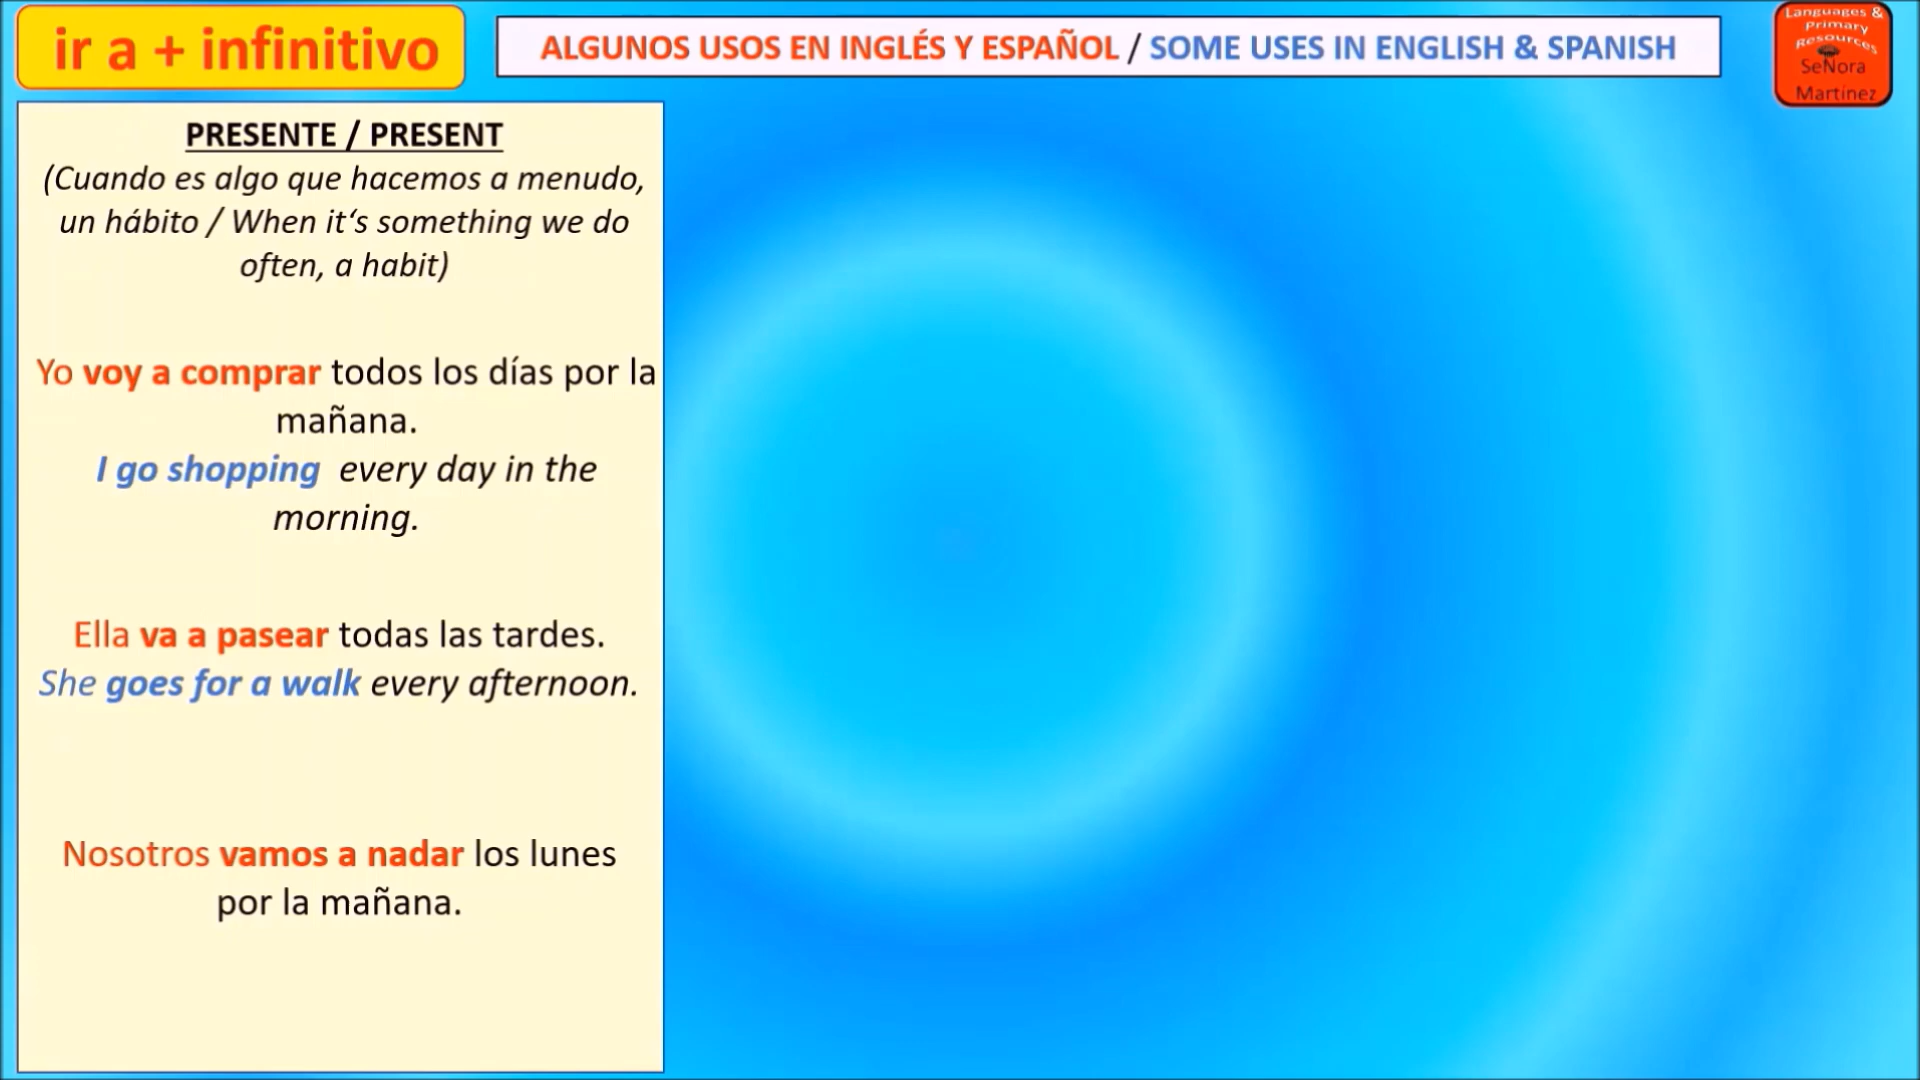 ir a + infinitivo
ALGUNOS USOS EN INGLÉS Y ESPAÑOL / SOME USES IN ENGLISH & SPANISH
Languages &
Primary
Resources
SeÑora
Martínez
PRESENTE / PRESENT
(Cuando es algo que hacemos a menudo,
un hábito / When it‘s something we do
often, a habit)
Yo voy a comprar todos los días por la
mañana.
I go shopping every day in the
morning.
Ella va a pasear todas las tardes.
She goes for a walk every afternoon.
Nosotros vamos a nadar los lunes
por la mañana.